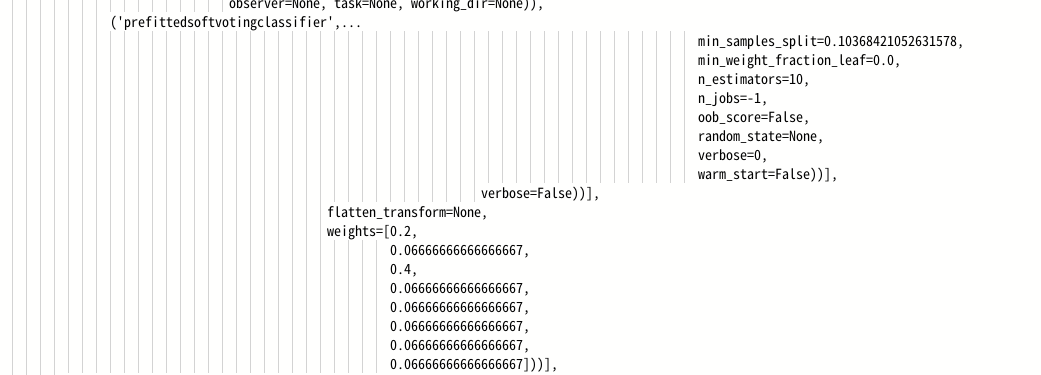 observer=None, task=None, working_dir=None)),
('prefittedsoftvotingclassifier',...
min_samples_split=0.10368421052631578,
min_weight_fraction_leaf=0.0,
n_estimators=10,
n_jobs=-1,
oob_score=False,
random_state=None,
verbose=0,
warm_start=False))],
verbose=False))],
flatten_transform=None,
weights=[0.2,
0.06666666666666667,
0.4,
0.06666666666666667,
0.06666666666666667,
0.06666666666666667,
0.06666666666666667,
0.06666666666666667]))],